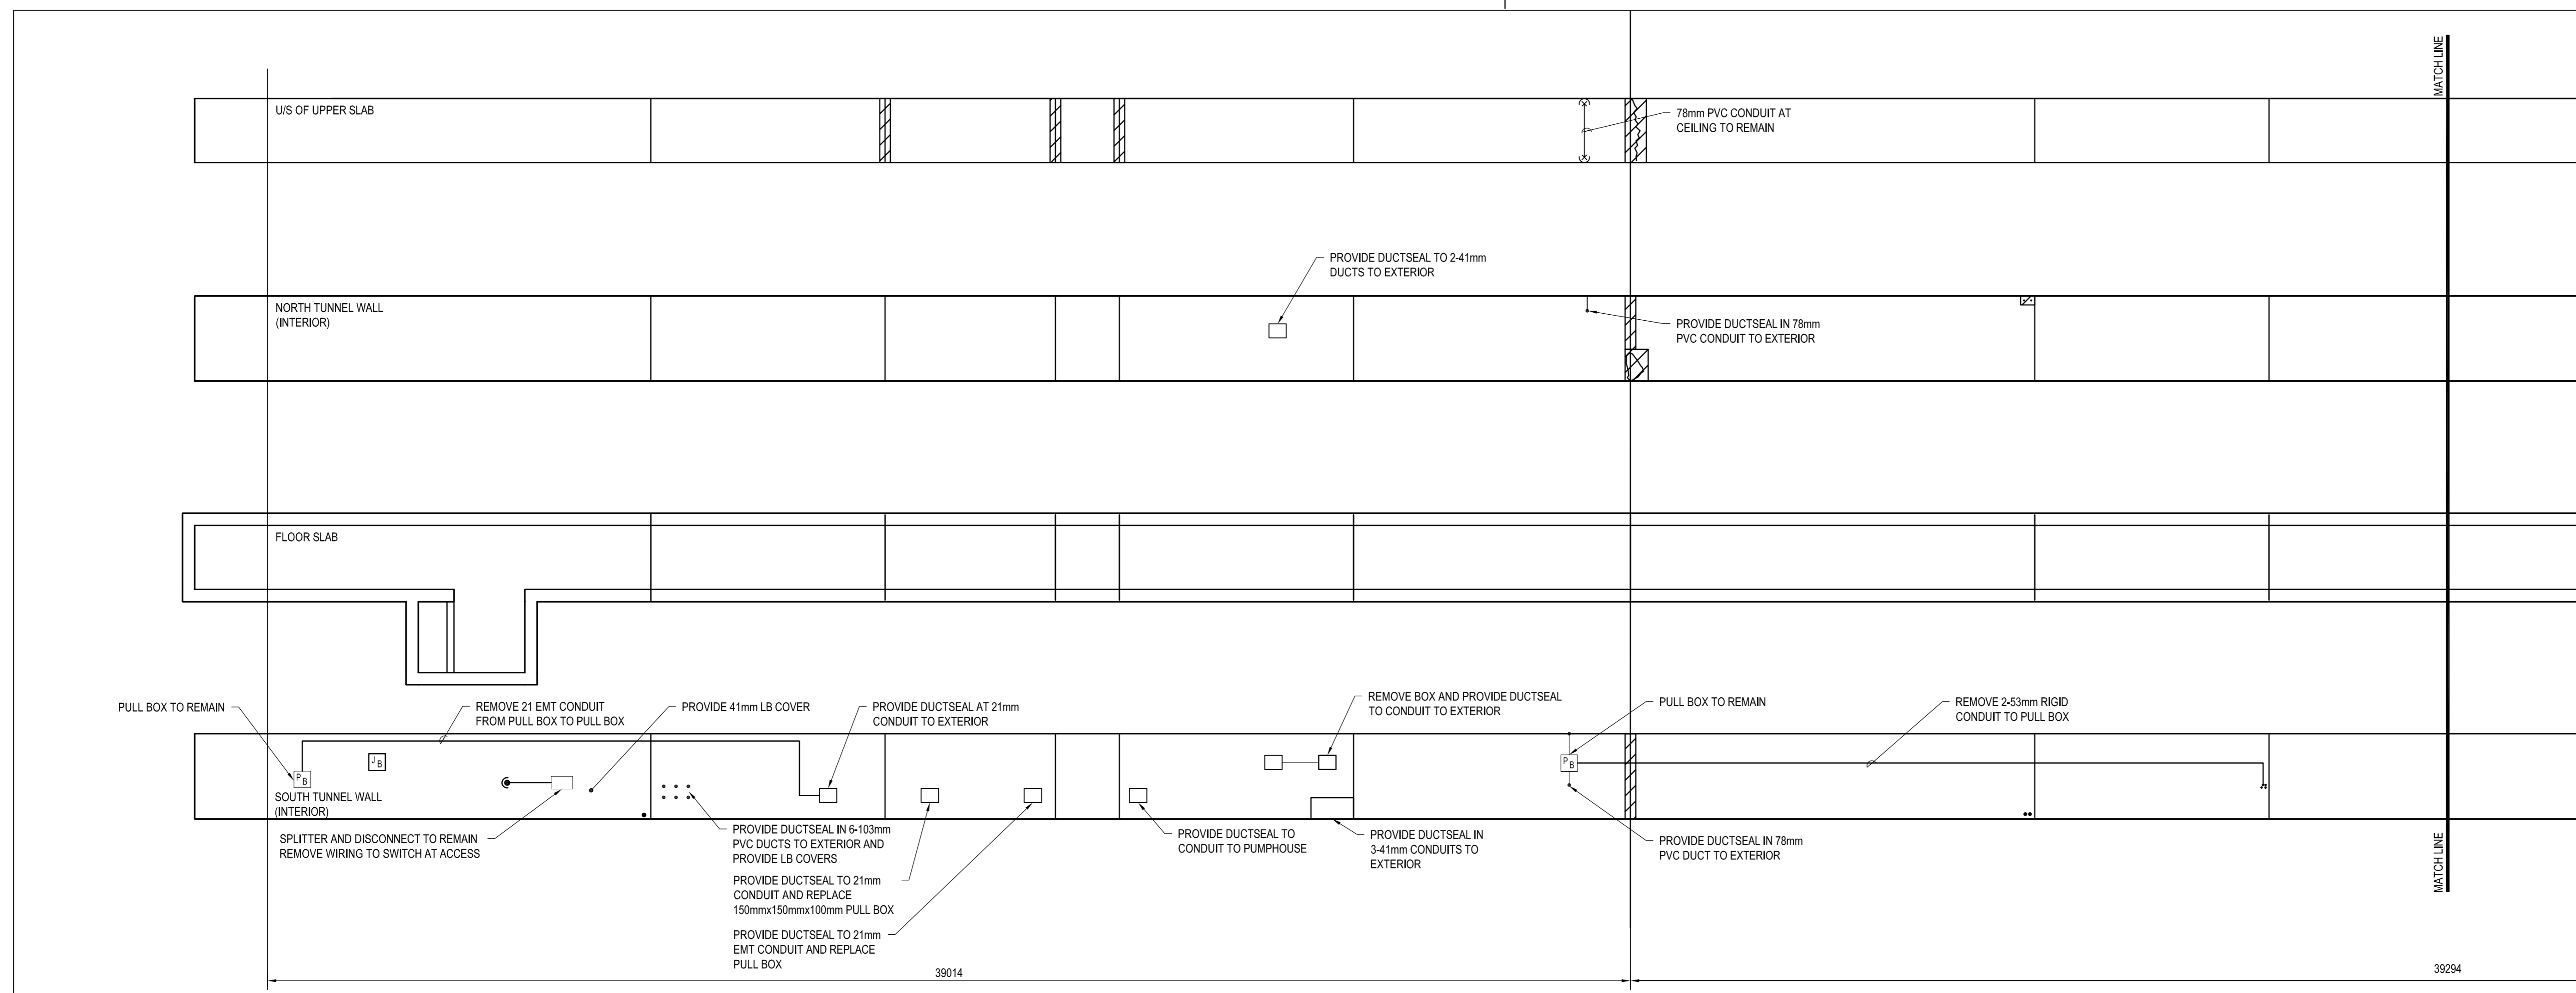 MATCH LINE
U/S OF UPPER SLAB
78mm PVC CONDUIT AT
CEILING TO REMAIN
PROVIDE DUCTSEAL TO 2-41mm
DUCTS TO EXTERIOR
NORTH TUNNEL WALL
(INTERIOR)
PROVIDE DUCTSEAL IN 78mm
PVC CONDUIT TO EXTERIOR
FLOOR SLAB
PULL BOX TO REMAIN
REMOVE 21 EMT CONDUIT
FROM PULL BOX TO PULL BOX
PROVIDE 41mm LB COVER
PROVIDE DUCTSEAL AT 21mm
CONDUIT TO EXTERIOR
REMOVE BOX AND PROVIDE DUCTSEAL
TO CONDUIT TO EXTERIOR
PULL BOX TO REMAIN
REMOVE 2-53mm RIGID
CONDUIT TO PULL BOX
PB
JB
PB
SOUTH TUNNEL WALL
(INTERIOR)
SPLITTER AND DISCONNECT TO REMAIN
REMOVE WIRING TO SWITCH AT ACCESS
PROVIDE DUCTSEAL IN 6-103mm
PVC DUCTS TO EXTERIOR AND
PROVIDE LB COVERS
PROVIDE DUCTSEAL TO 21mm
CONDUIT AND REPLACE
150mmx150mmx100mm PULL BOX
PROVIDE DUCTSEAL TO 21mm
EMT CONDUIT AND REPLACE
PULL BOX
PROVIDE DUCTSEAL TO
CONDUIT TO PUMPHOUSE
PROVIDE DUCTSEAL IN
3-41mm CONDUITS TO
EXTERIOR
PROVIDE DUCTSEAL IN 78mm
PVC DUCT TO EXTERIOR
MATCH LINE
39014
39294